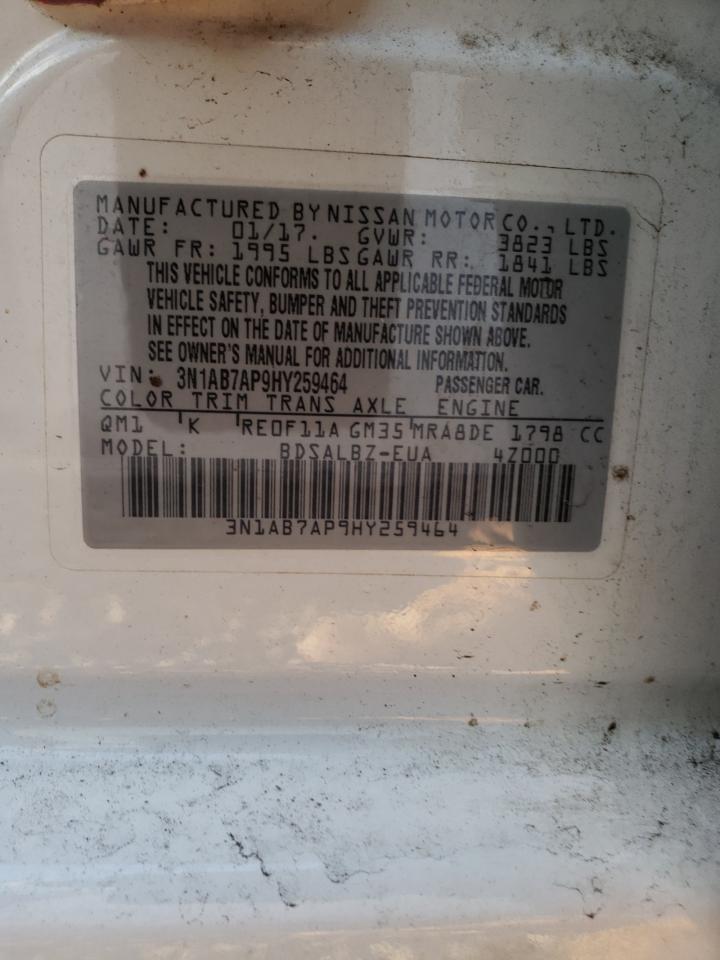 MANUFACTURED BY NISSAN MOTOR CO., LTD.
DATE: 01/17. GVWR: 3823 LBS
GAWR FR: 1995 LBS GAWR RR: 1841 LBS
THIS VEHICLE CONFORMS TO ALL APPLICABLE FEDERAL MOTOR
VEHICLE SAFETY, BUMPER AND THEFT PREVENTION STANDARDS
IN EFFECT ON THE DATE OF MANUFACTURE SHOWN ABOVE.
SEE OWNER'S MANUAL FOR ADDITIONAL INFORMATION.
VIN: 3N1AB7AP9HY259464 PASSENGER CAR.
COLOR TRIM TRANS AXLE ENGINE
QM1 K RE0F11A GM35 MRA8DE 1798 CC
MODEL: BDSALBZ-EUA 4Z000
3N1AB7AP9HY259464